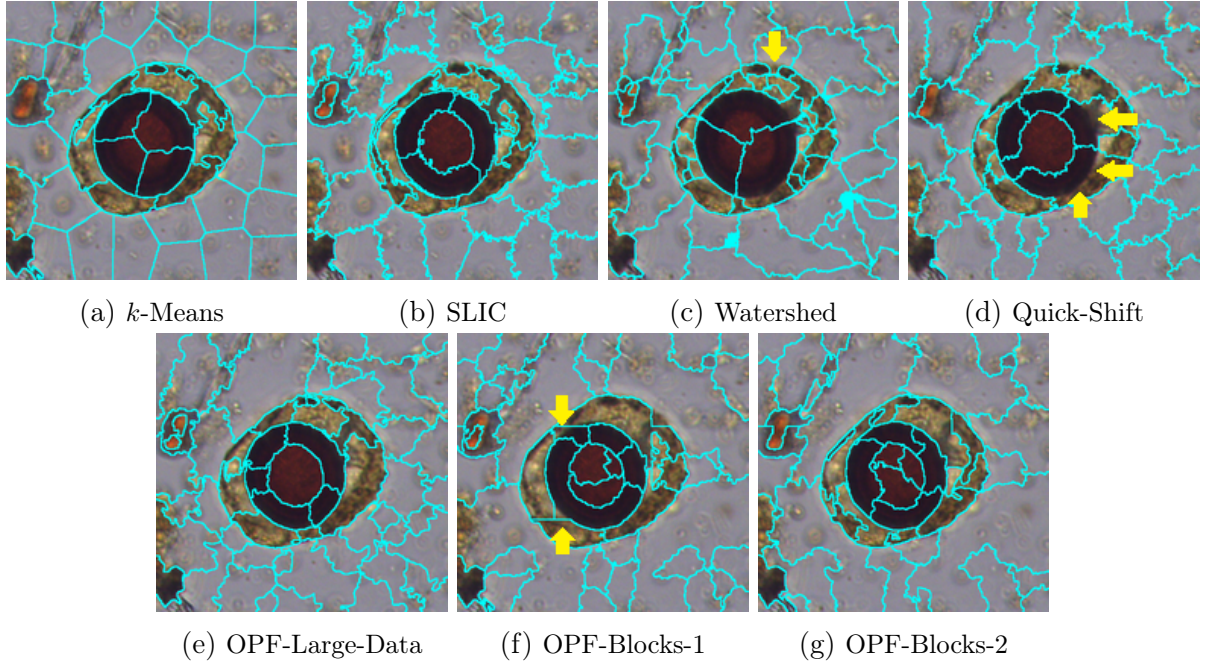 (a) k-Means (b) SLIC (c) Watershed (d) Quick-Shift
(e) OPF-Large-Data (f) OPF-Blocks-1 (g) OPF-Blocks-2